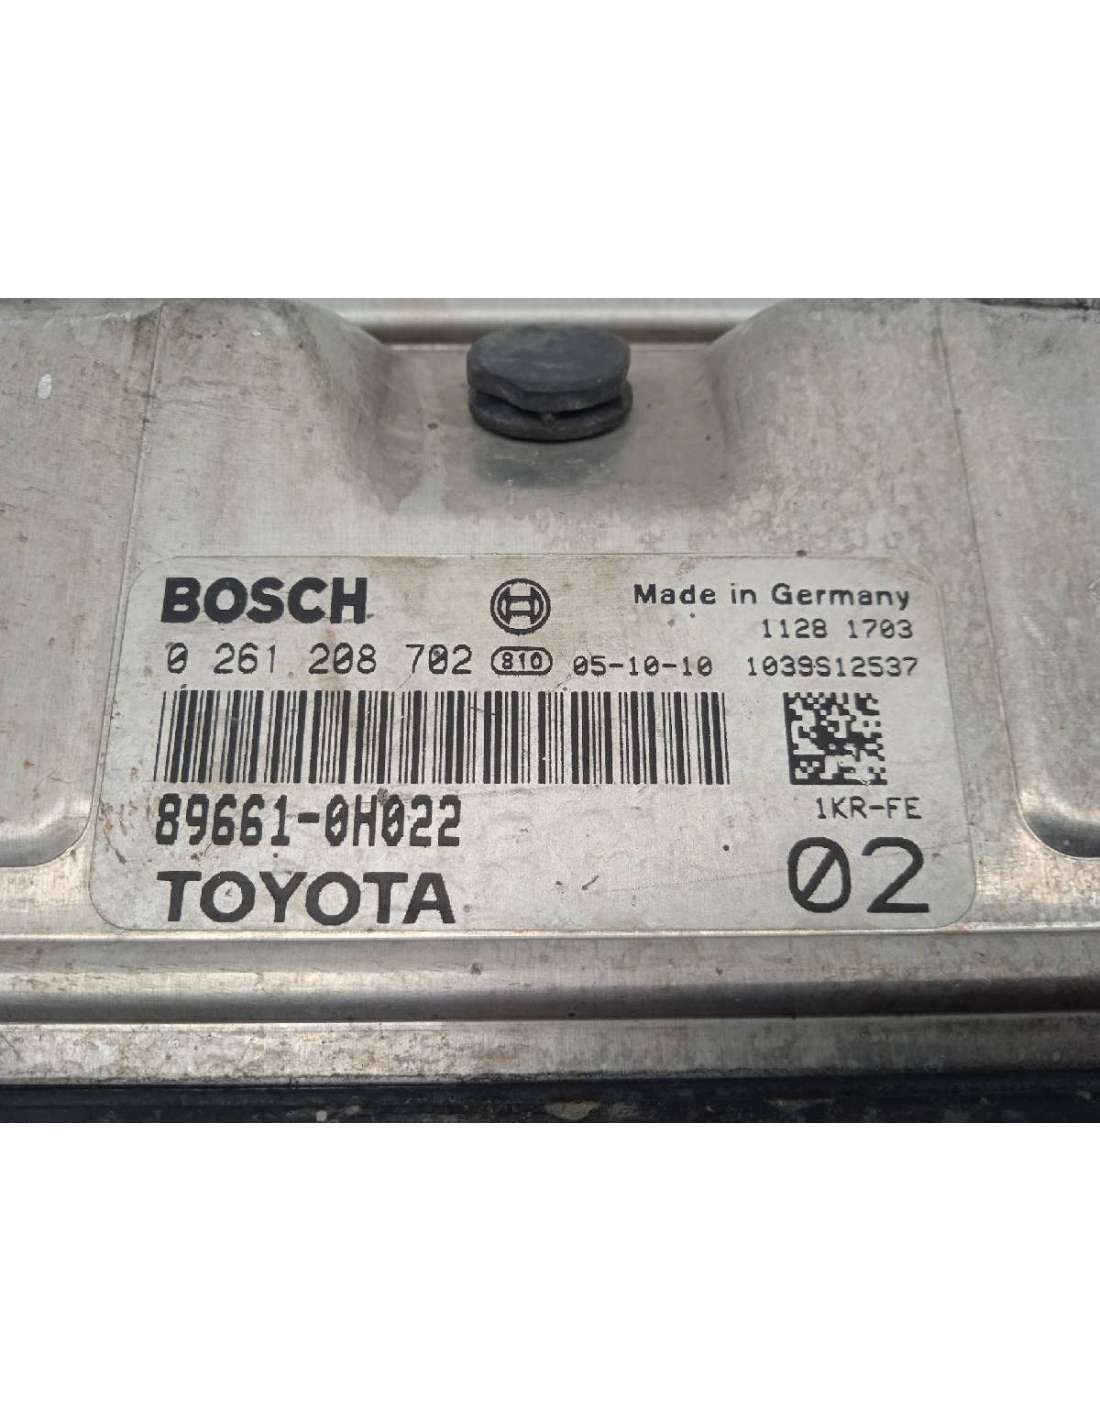 BOSCH Made in Germany
1128 1703
0 261 208 702 810 05-10-10 1039S12537
89661-0H022 1KR-FE
TOYOTA 02